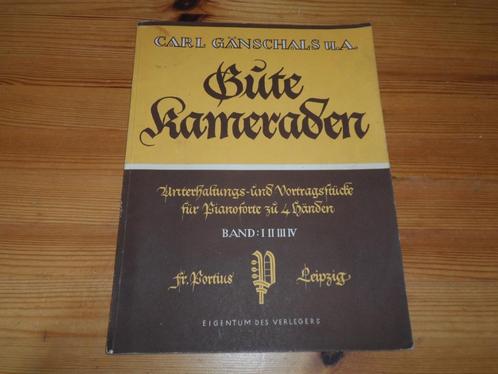 CARL GÄNSCHALS U.A.
Gute
Kameraden
Unterhaltungs- und Vortragsstücke
für Pianoforte zu 4 Händen
BAND: I II III IV
Fr. Portius Leipzig
EIGENTUM DES VERLEGERS